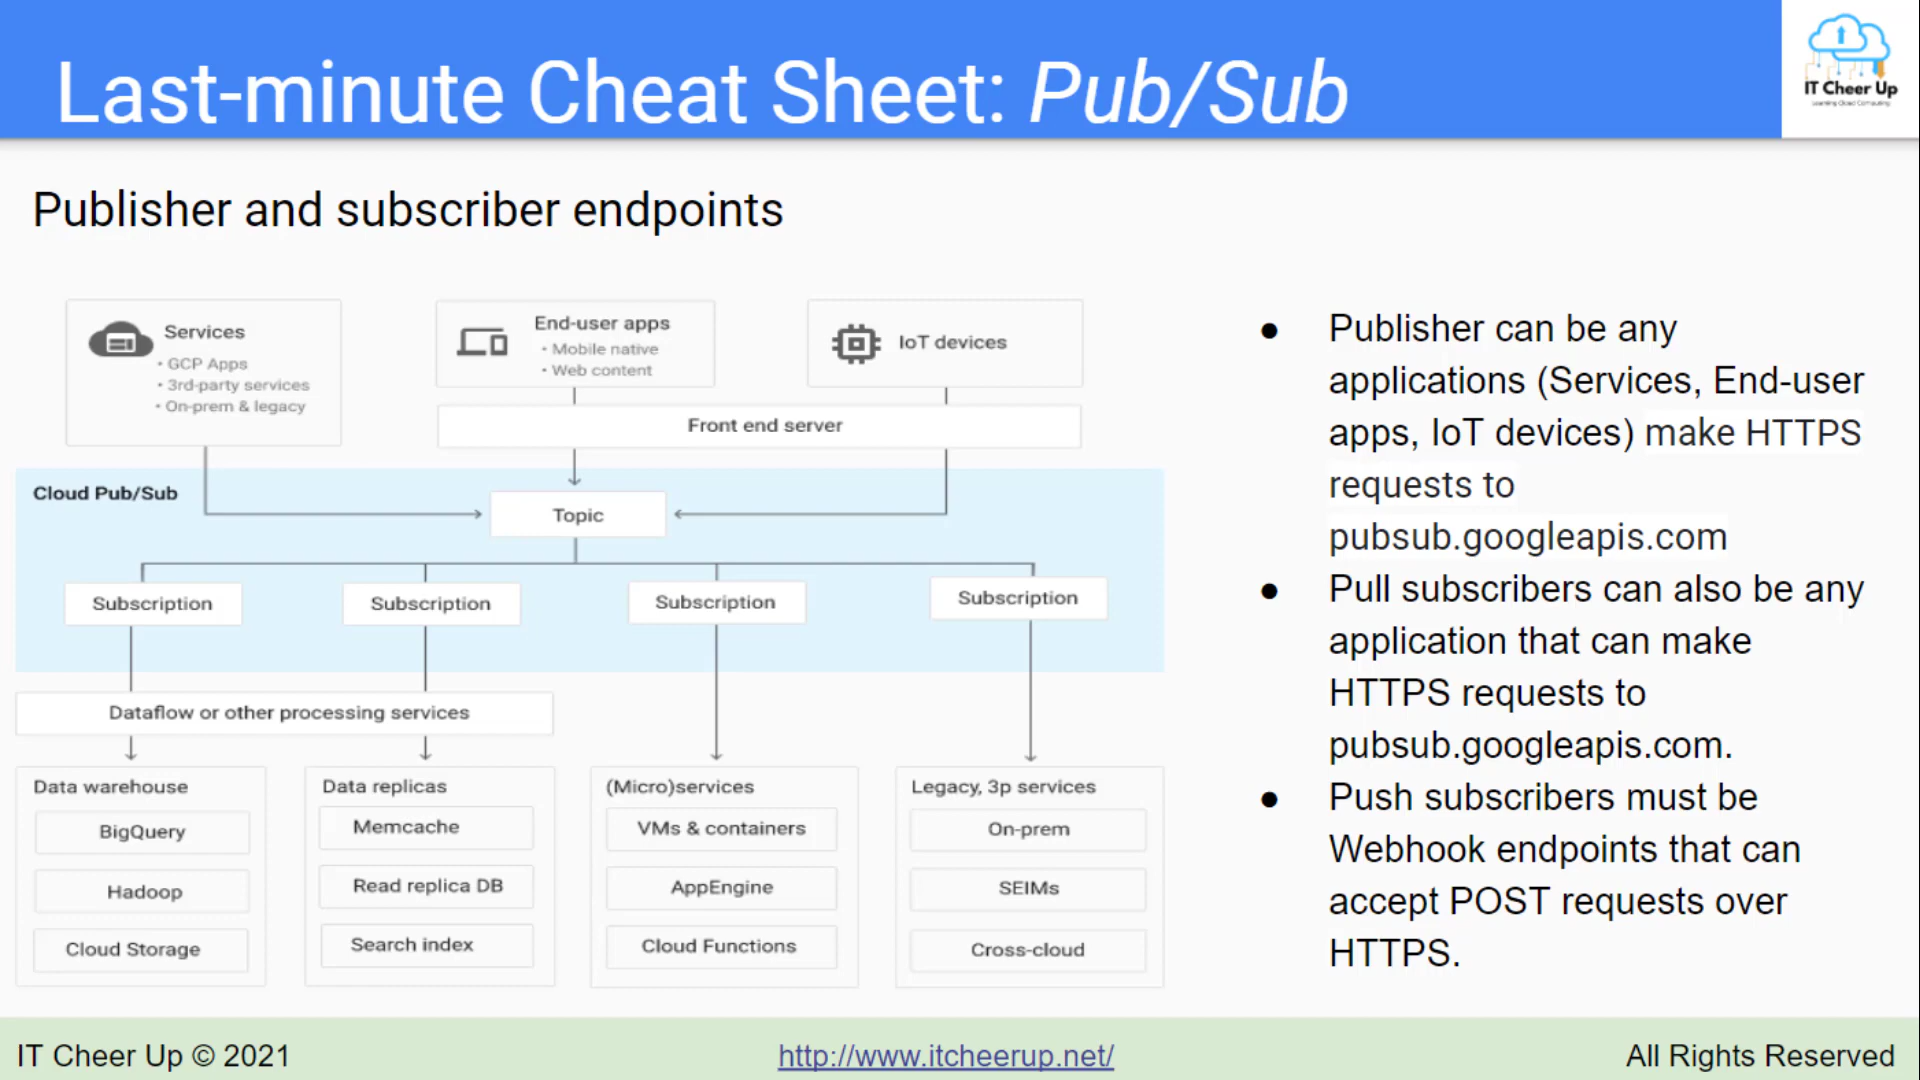 Last-minute Cheat Sheet: Pub/Sub
IT Cheer Up
Learning Cloud Computing
Publisher and subscriber endpoints
Services
• GCP Apps
• 3rd-party services
• On-prem & legacy
End-user apps
• Mobile native
• Web content
IoT devices
Front end server
Cloud Pub/Sub
Topic
Subscription
Subscription
Subscription
Subscription
Dataflow or other processing services
Data warehouse
BigQuery
Hadoop
Cloud Storage
Data replicas
Memcache
Read replica DB
Search index
(Micro)services
VMs & containers
AppEngine
Cloud Functions
Legacy, 3p services
On-prem
SEIMs
Cross-cloud
● Publisher can be any
applications (Services, End-user
apps, IoT devices) make HTTPS
requests to
pubsub.googleapis.com
● Pull subscribers can also be any
application that can make
HTTPS requests to
pubsub.googleapis.com.
● Push subscribers must be
Webhook endpoints that can
accept POST requests over
HTTPS.
IT Cheer Up © 2021
http://www.itcheerup.net/
All Rights Reserved